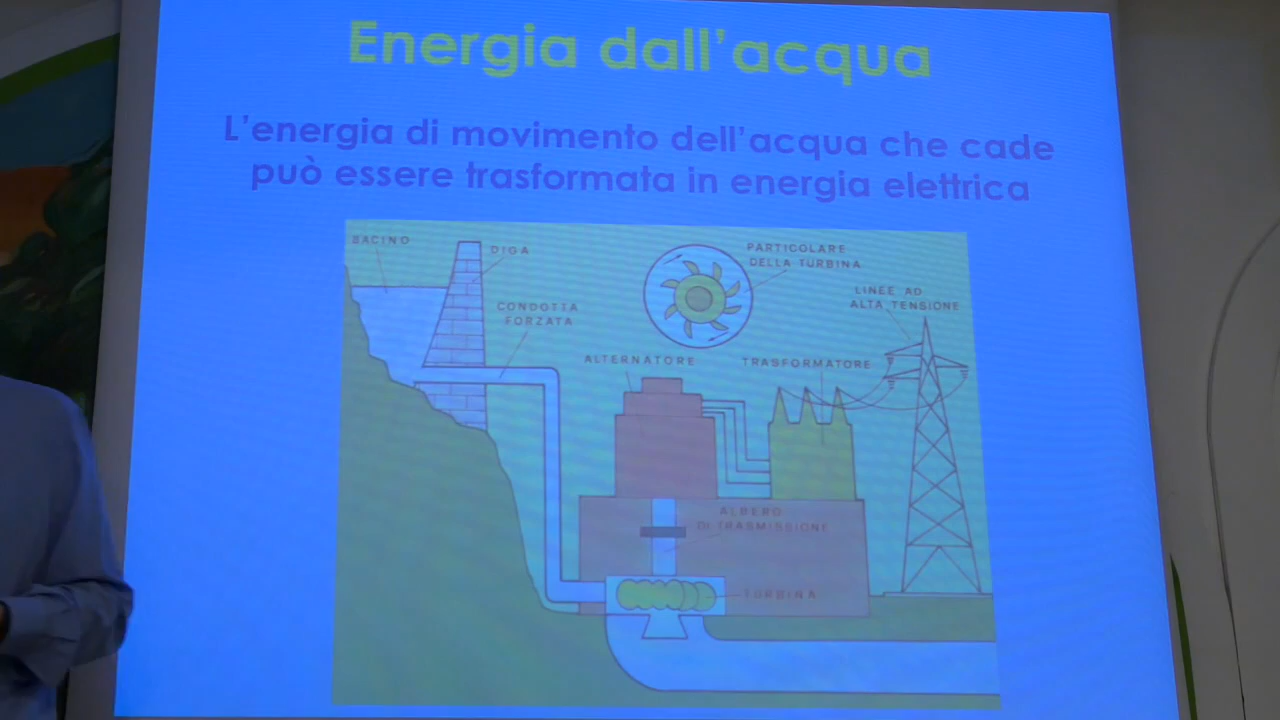 Energia dall'acqua
L'energia di movimento dell'acqua che cade
può essere trasformata in energia elettrica
BACINO
DIGA
PARTICOLARE
DELLA TURBINA
LINEE AD
ALTA TENSIONE
CONDOTTA
FORZATA
ALTERNATORE
TRASFORMATORE
ALBERO
DI TRASMISSIONE
TURBINA